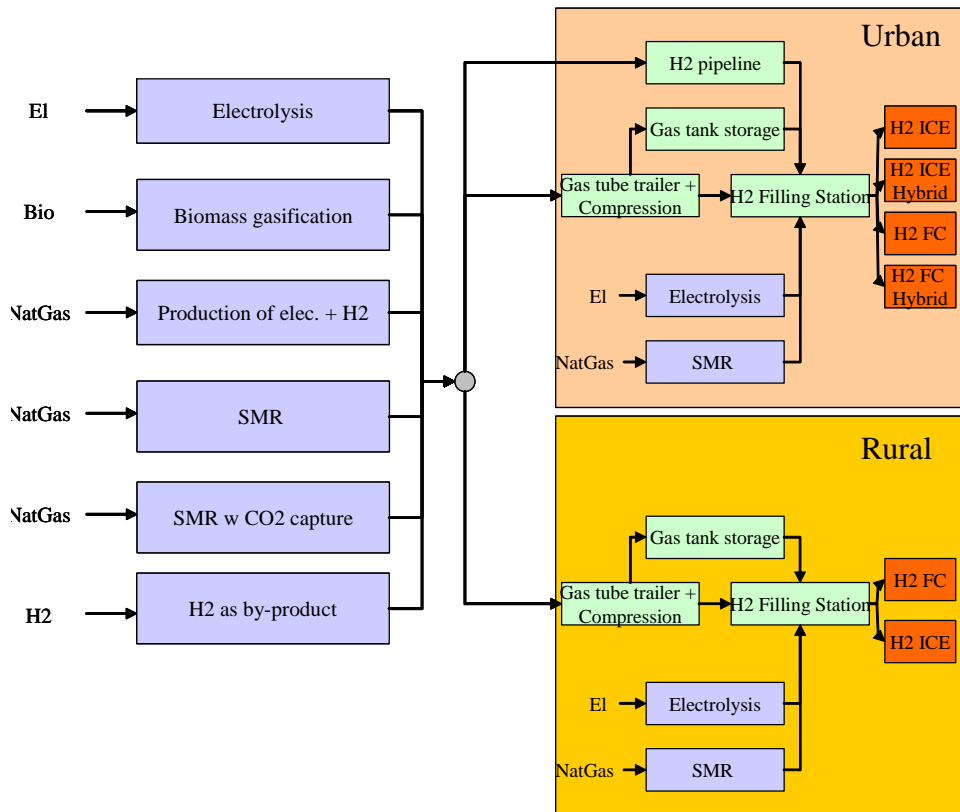 El
Electrolysis
Bio
Biomass gasification
NatGas
Production of elec. + H2
NatGas
SMR
NatGas
SMR w CO2 capture
H2
H2 as by-product
Urban
H2 pipeline
Gas tank storage
Gas tube trailer +
Compression
H2 Filling Station
H2 ICE
H2 ICE
Hybrid
H2 FC
H2 FC
Hybrid
El
Electrolysis
NatGas
SMR
Rural
Gas tank storage
Gas tube trailer +
Compression
H2 Filling Station
H2 FC
H2 ICE
El
Electrolysis
NatGas
SMR